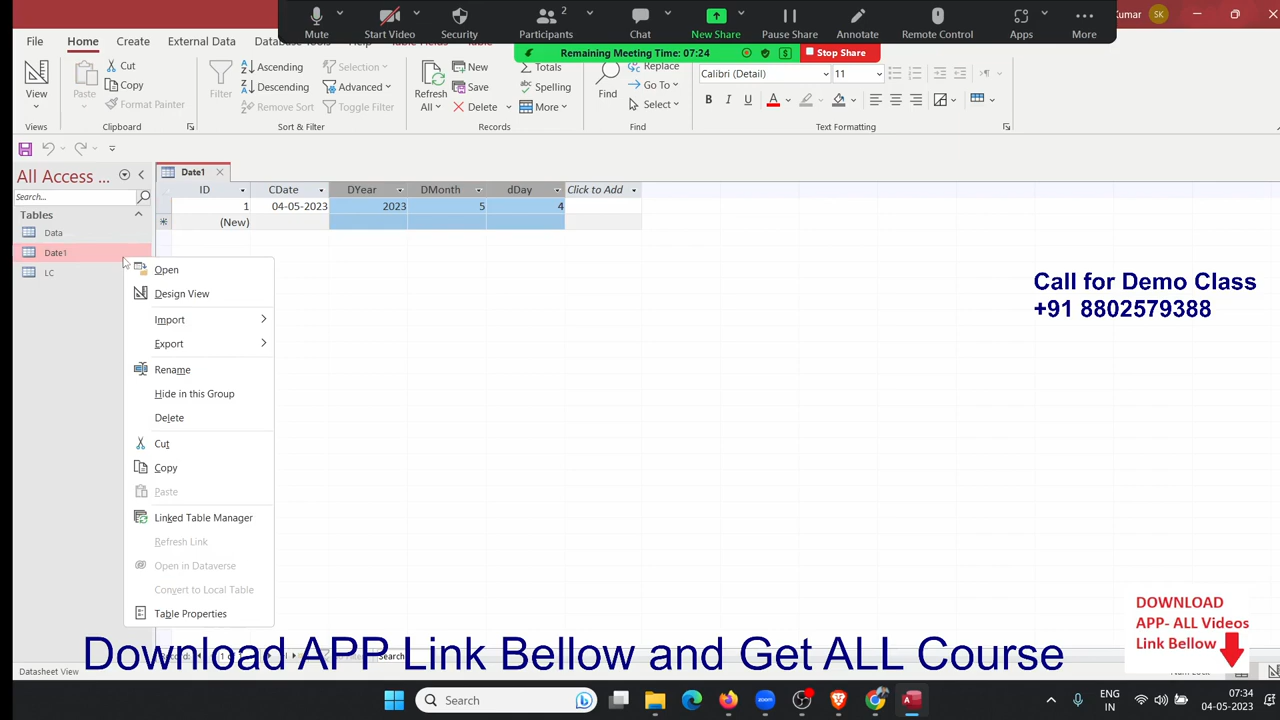 Mute
Start Video
Security
Participants
2
Chat
New Share
Pause Share
Annotate
Remote Control
Apps
More
Kumar
SK
Remaining Meeting Time: 07:24
Stop Share
File
Home
Create
External Data
Views
View
Paste
Cut
Copy
Format Painter
Clipboard
Filter
Ascending
Descending
Remove Sort
Selection
Advanced
Toggle Filter
Sort & Filter
Refresh
All
New
Save
Delete
Totals
Spelling
More
Records
Find
Replace
Go To
Select
Find
Calibri (Detail)
11
B I U
Text Formatting
All Access ...
Search...
Tables
Data
Date1
LC
Date1
ID CDate DYear DMonth dDay Click to Add
1 04-05-2023 2023 5 4
(New)
Open
Design View
Import
Export
Rename
Hide in this Group
Delete
Cut
Copy
Paste
Linked Table Manager
Refresh Link
Open in Dataverse
Convert to Local Table
Table Properties
Call for Demo Class
+91 8802579388
DOWNLOAD
APP- ALL Videos
Link Bellow
Download APP Link Bellow and Get ALL Course
Search
Datasheet View
Search
ENG
IN
07:34
04-05-2023